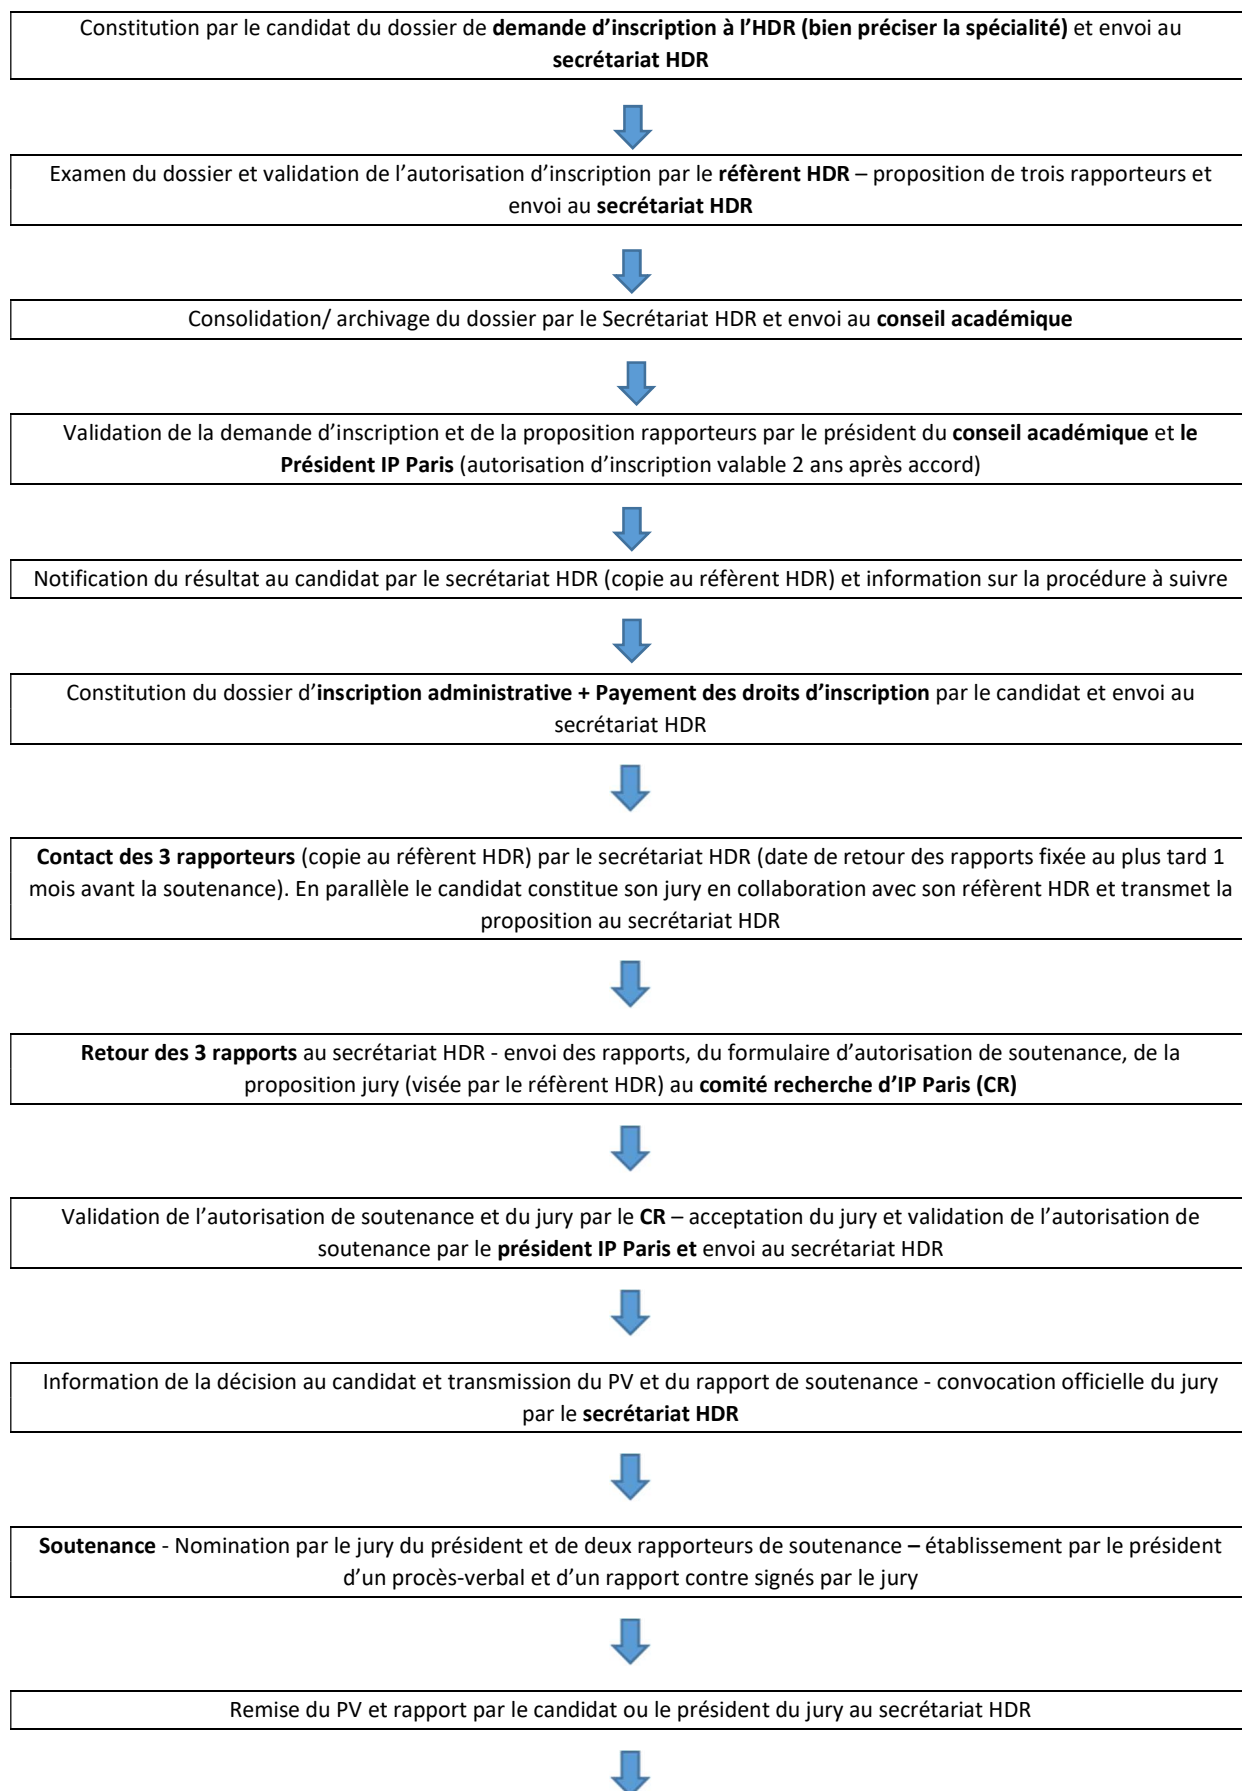 Constitution par le candidat du dossier de demande d’inscription à l’HDR (bien préciser la spécialité) et envoi au
secrétariat HDR
Examen du dossier et validation de l’autorisation d’inscription par le réfèrent HDR – proposition de trois rapporteurs et
envoi au secrétariat HDR
Consolidation/ archivage du dossier par le Secrétariat HDR et envoi au conseil académique
Validation de la demande d’inscription et de la proposition rapporteurs par le président du conseil académique et le
Président IP Paris (autorisation d’inscription valable 2 ans après accord)
Notification du résultat au candidat par le secrétariat HDR (copie au réfèrent HDR) et information sur la procédure à suivre
Constitution du dossier d’inscription administrative + Payement des droits d’inscription par le candidat et envoi au
secrétariat HDR
Contact des 3 rapporteurs (copie au réfèrent HDR) par le secrétariat HDR (date de retour des rapports fixée au plus tard 1
mois avant la soutenance). En parallèle le candidat constitue son jury en collaboration avec son réfèrent HDR et transmet la
proposition au secrétariat HDR
Retour des 3 rapports au secrétariat HDR - envoi des rapports, du formulaire d’autorisation de soutenance, de la
proposition jury (visée par le réfèrent HDR) au comité recherche d’IP Paris (CR)
Validation de l’autorisation de soutenance et du jury par le CR – acceptation du jury et validation de l’autorisation de
soutenance par le président IP Paris et envoi au secrétariat HDR
Information de la décision au candidat et transmission du PV et du rapport de soutenance - convocation officielle du jury
par le secrétariat HDR
Soutenance - Nomination par le jury du président et de deux rapporteurs de soutenance – établissement par le président
d’un procès-verbal et d’un rapport contre signés par le jury
Remise du PV et rapport par le candidat ou le président du jury au secrétariat HDR